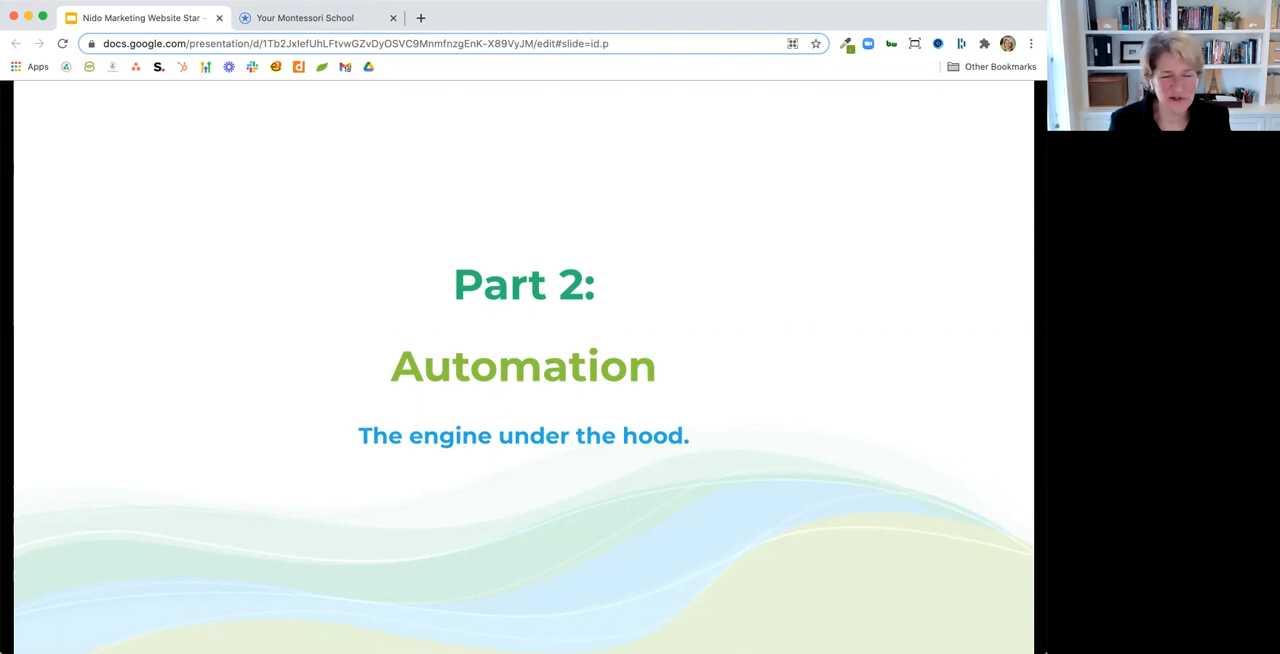 Nido Marketing Website Star -
Your Montessori School
docs.google.com/presentation/d/1Tb2JxIefUhLFtvwGZvDyOSVC9MnmfnzgEnK-X89VyJM/edit#slide=id.p
Apps
S.
Other Bookmarks
Part 2:
Automation
The engine under the hood.